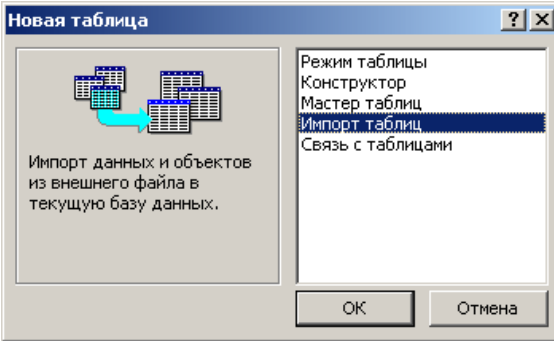 Новая таблица
Импорт данных и объектов
из внешнего файла в
текущую базу данных.
Режим таблицы
Конструктор
Мастер таблиц
Импорт таблиц
Связь с таблицами
ОК
Отмена